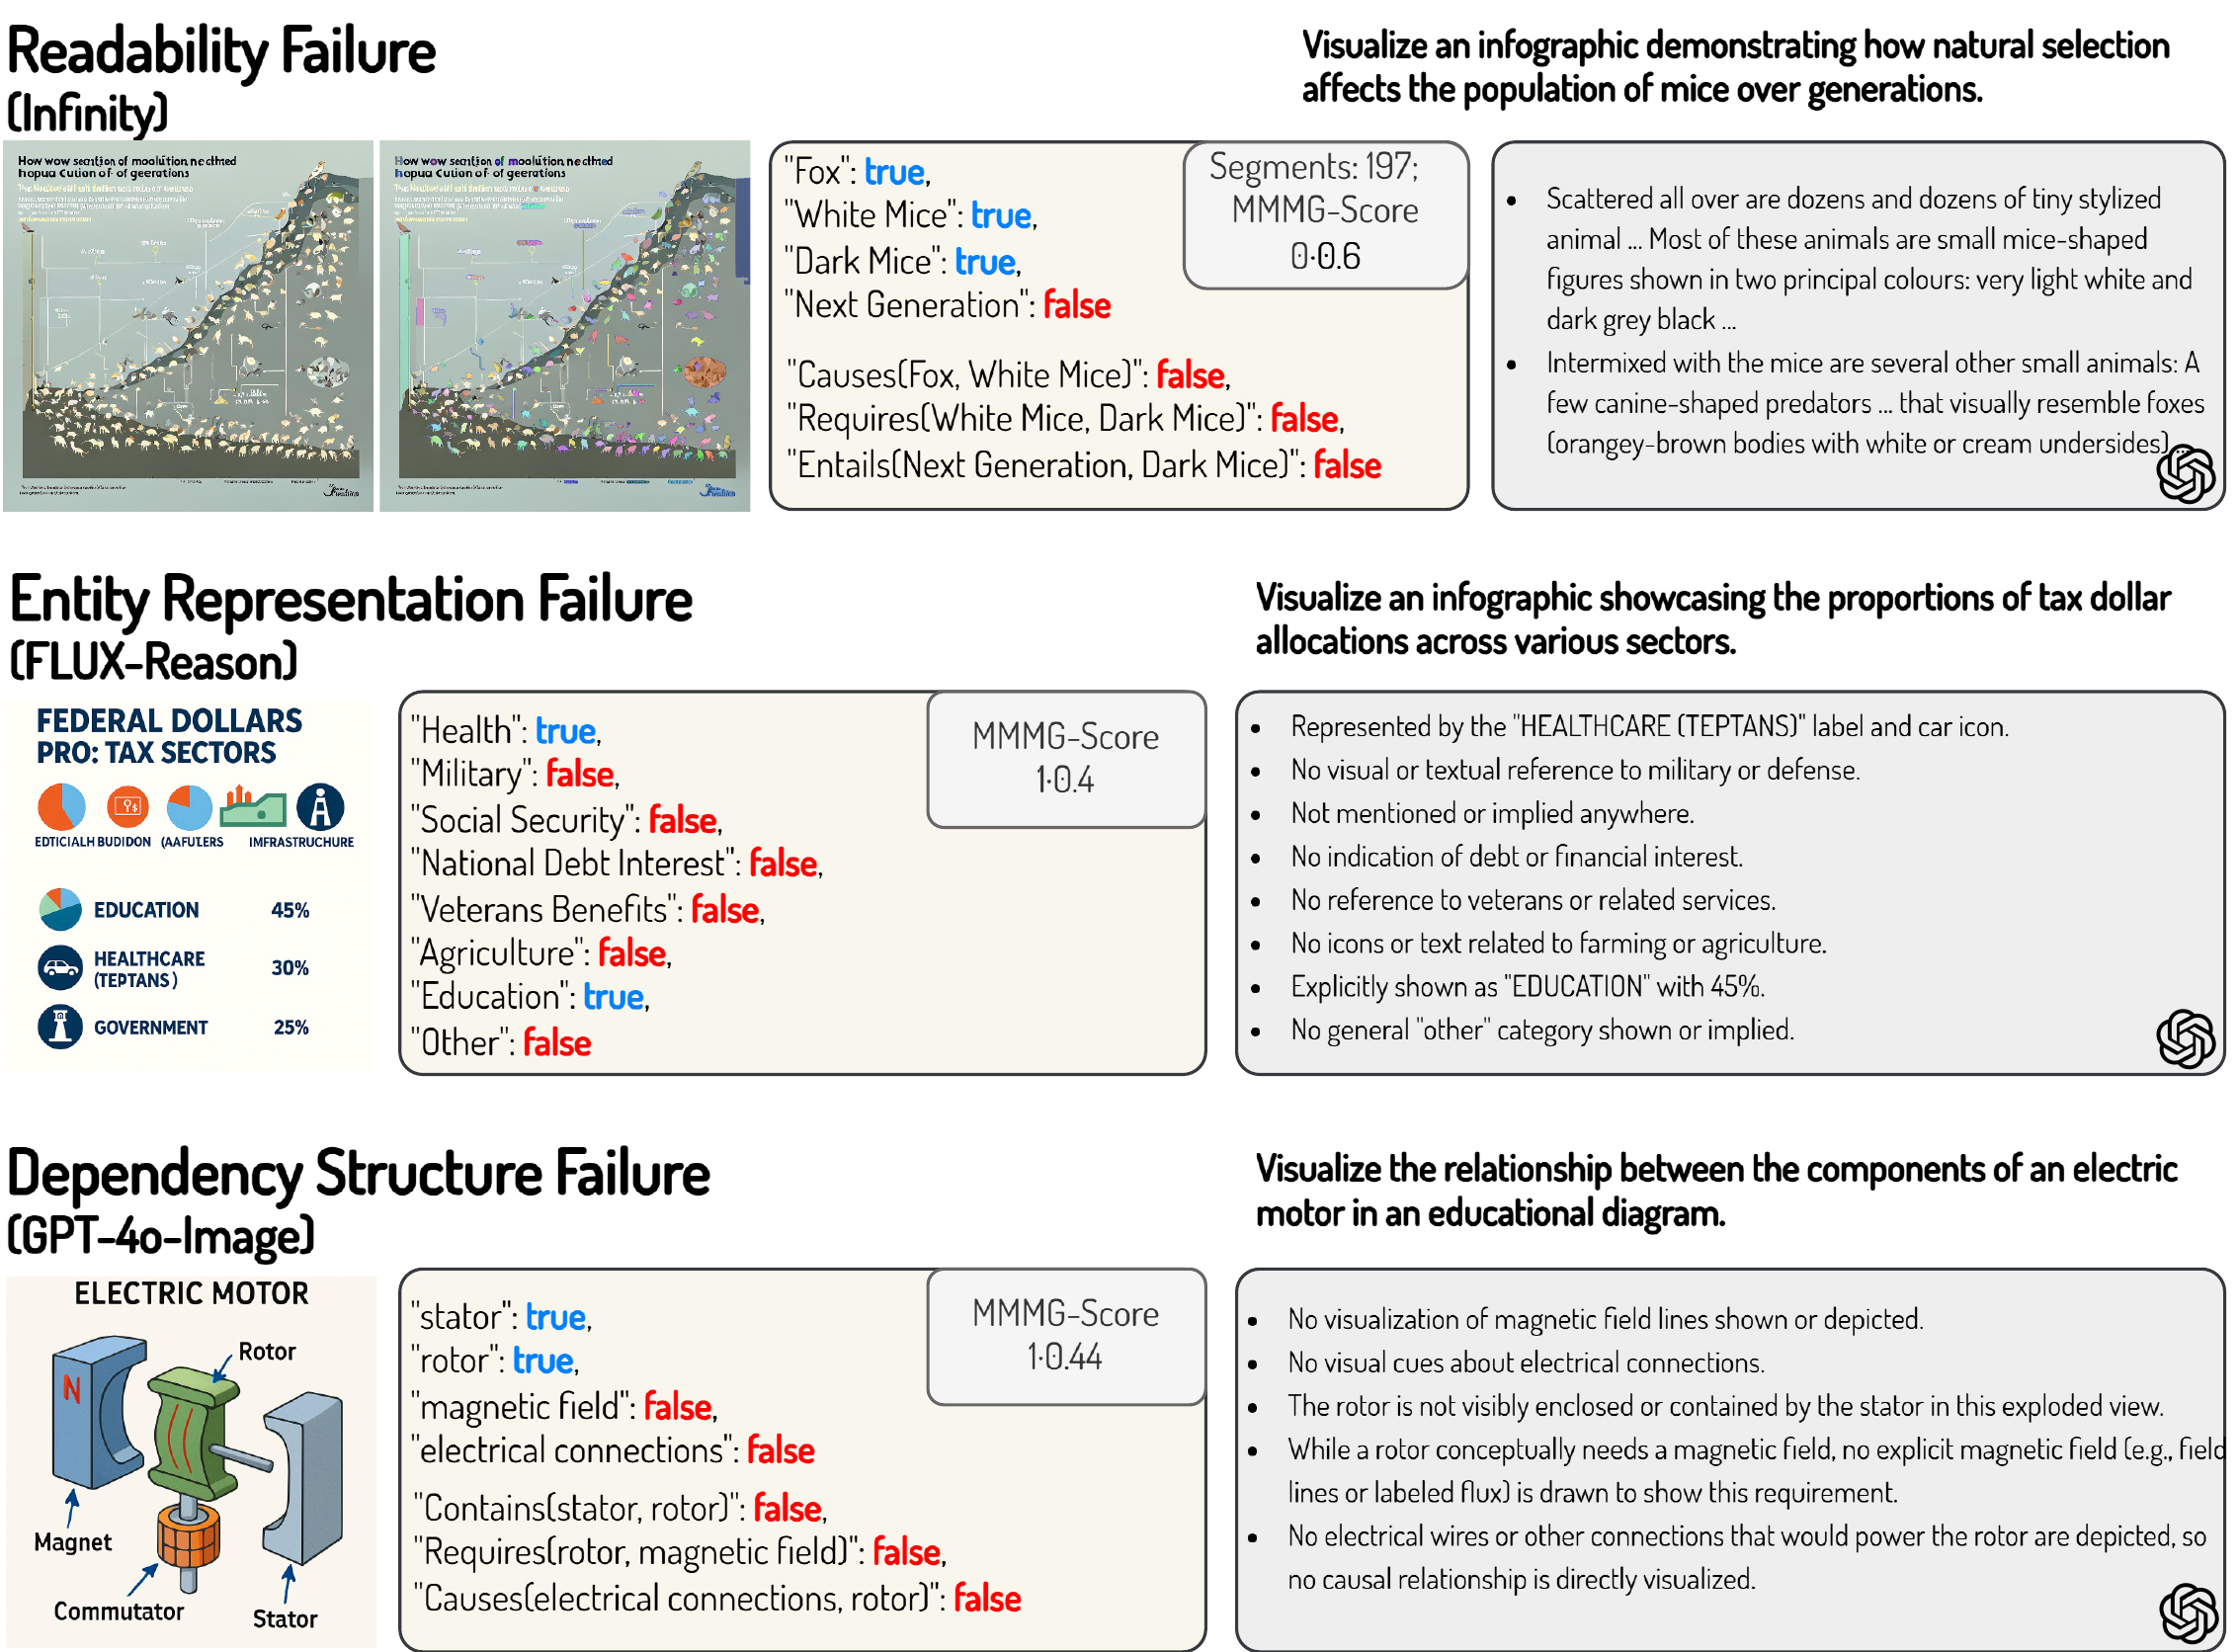 Readability Failure
(Infinity)
Visualize an infographic demonstrating how natural selection
affects the population of mice over generations.
How wow secntjon of moolution, ne cthred
hopua Cution of· of geerations
How wow secntjon of moolution, ne cthred
hopua Cution of· of geerations
"Fox": true,
"White Mice": true,
"Dark Mice": true,
"Next Generation": false
"Causes(Fox, White Mice)": false,
"Requires(White Mice, Dark Mice)": false,
"Entails(Next Generation, Dark Mice)": false
Segments: 197;
MMMG-Score
0·0.6
• Scattered all over are dozens and dozens of tiny stylized
animal ... Most of these animals are small mice-shaped
figures shown in two principal colours: very light white and
dark grey black ...
• Intermixed with the mice are several other small animals: A
few canine-shaped predators ... that visually resemble foxes
(orangey-brown bodies with white or cream undersides) ...
Entity Representation Failure
(FLUX-Reason)
Visualize an infographic showcasing the proportions of tax dollar
allocations across various sectors.
FEDERAL DOLLARS
PRO: TAX SECTORS
EDTICIALH BUDIDON (AAFUTLERS IMFRASTRUCHURE
EDUCATION 45%
HEALTHCARE
(TEPTANS) 30%
GOVERNMENT 25%
"Health": true,
"Military": false,
"Social Security": false,
"National Debt Interest": false,
"Veterans Benefits": false,
"Agriculture": false,
"Education": true,
"Other": false
MMMG-Score
1·0.4
• Represented by the "HEALTHCARE (TEPTANS)" label and car icon.
• No visual or textual reference to military or defense.
• Not mentioned or implied anywhere.
• No indication of debt or financial interest.
• No reference to veterans or related services.
• No icons or text related to farming or agriculture.
• Explicitly shown as "EDUCATION" with 45%.
• No general "other" category shown or implied.
Dependency Structure Failure
(GPT-4o-Image)
Visualize the relationship between the components of an electric
motor in an educational diagram.
ELECTRIC MOTOR
Rotor
N
Magnet
Commutator
Stator
"stator": true,
"rotor": true,
"magnetic field": false,
"electrical connections": false
"Contains(stator, rotor)": false,
"Requires(rotor, magnetic field)": false,
"Causes(electrical connections, rotor)": false
MMMG-Score
1·0.44
• No visualization of magnetic field lines shown or depicted.
• No visual cues about electrical connections.
• The rotor is not visibly enclosed or contained by the stator in this exploded view.
• While a rotor conceptually needs a magnetic field, no explicit magnetic field (e.g., field
lines or labeled flux) is drawn to show this requirement.
• No electrical wires or other connections that would power the rotor are depicted, so
no causal relationship is directly visualized.